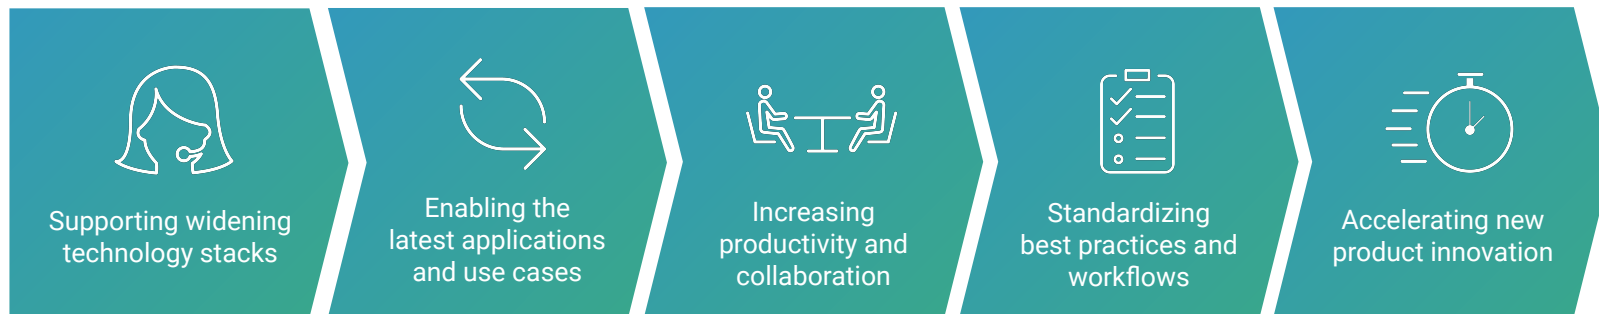 Supporting widening
technology stacks
Enabling the
latest applications
and use cases
Increasing
productivity and
collaboration
Standardizing
best practices and
workflows
Accelerating new
product innovation